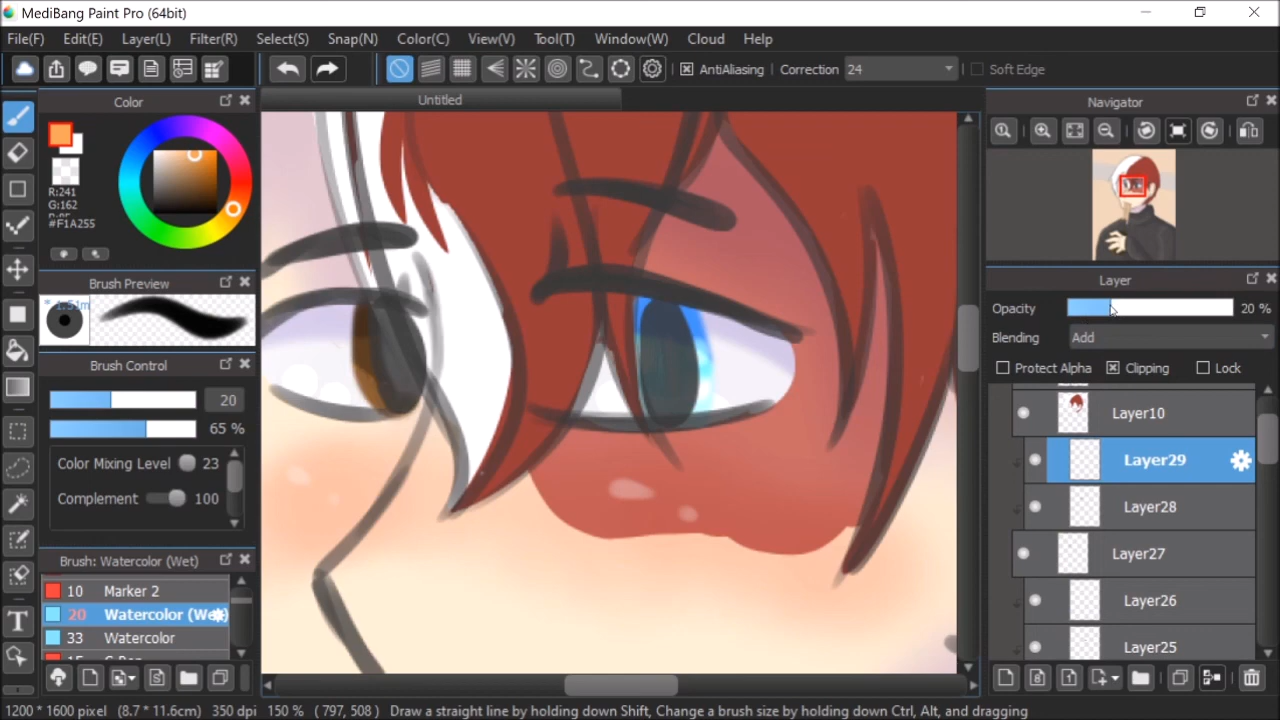 MediBang Paint Pro (64bit)
File(F) Edit(E) Layer(L) Filter(R) Select(S) Snap(N) Color(C) View(V) Tool(T) Window(W) Cloud Help
AntiAliasing Correction 24 Soft Edge
Color
Untitled
Navigator
R:241
G:162
#F1A255
Brush Preview
Layer
Opacity 20 %
Blending Add
Brush Control
Protect Alpha Clipping Lock
20
65 %
Color Mixing Level 23
Complement 100
Layer10
Layer29
Layer28
Layer27
Layer26
Layer25
Brush: Watercolor (Wet)
10 Marker 2
20 Watercolor (We
33 Watercolor
1200 * 1600 pixel (8.7 * 11.6cm) 350 dpi 150 % ( 797, 508 ) Draw a straight line by holding down Shift, Change a brush size by holding down Ctrl, Alt, and dragging